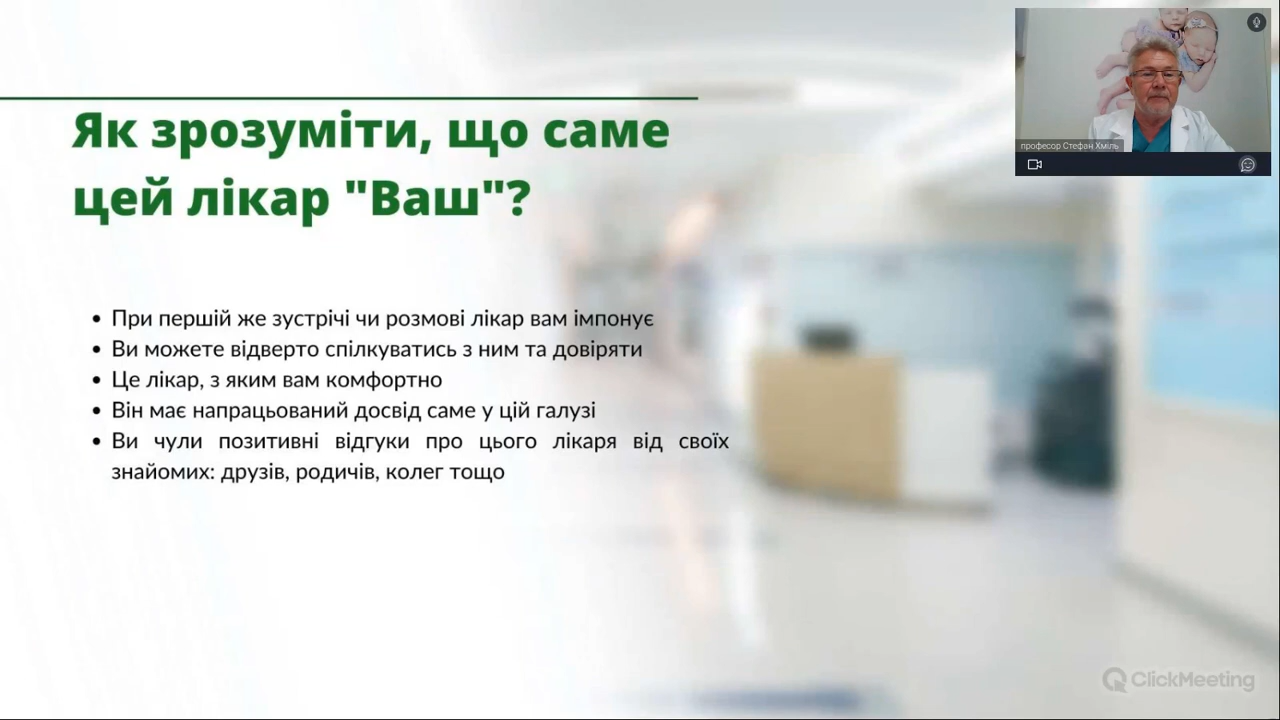 Як зрозуміти, що саме
цей лікар "Ваш"?
• При першій же зустрічі чи розмові лікар вам імпонує
• Ви можете відверто спілкуватись з ним та довіряти
• Це лікар, з яким вам комфортно
• Він має напрацьований досвід саме у цій галузі
• Ви чули позитивні відгуки про цього лікаря від своїх
знайомих: друзів, родичів, колег тощо
професор Стефан Хміль
ClickMeeting